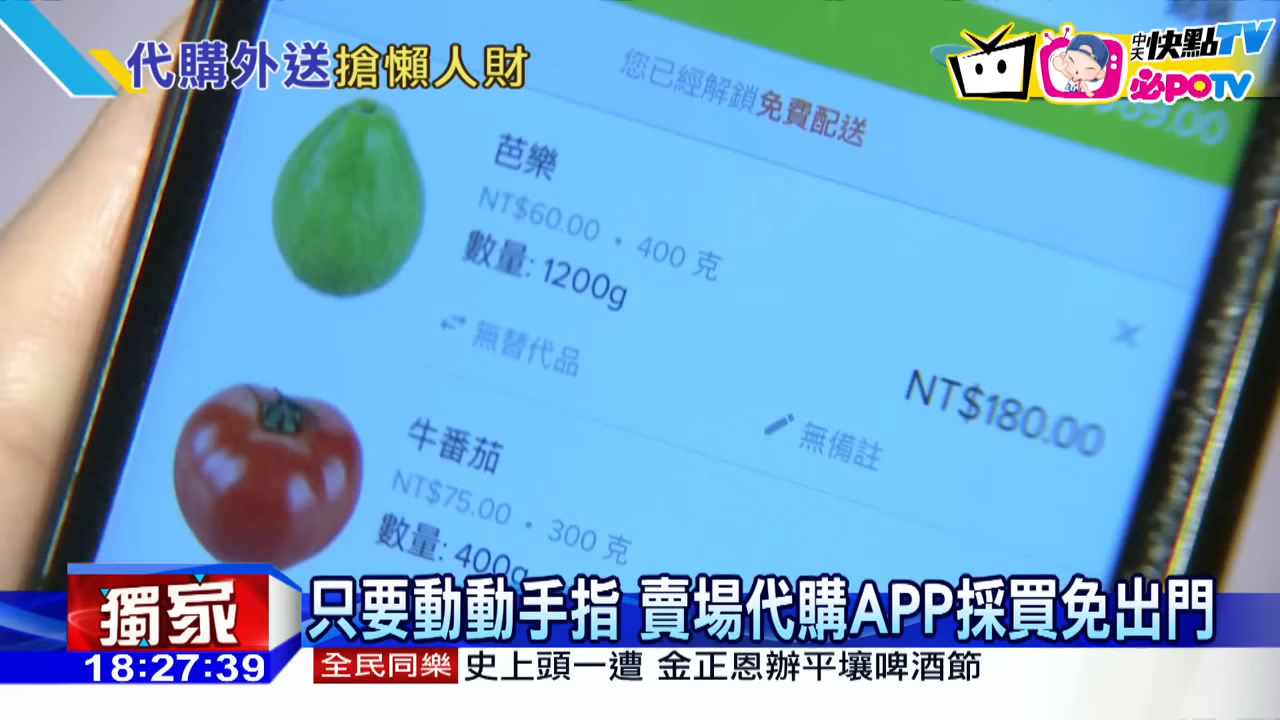 代購外送搶懶人財
中天快點TV
必POTV
您已經解鎖免費配送
芭樂
NT$60.00 · 400 克
數量: 1200g
無替代品
NT$180.00
無備註
牛番茄
NT$75.00 · 300 克
數量: 400g
獨家
只要動動手指 賣場代購APP採買免出門
18:27:39
全民同樂 史上頭一遭 金正恩辦平壤啤酒節